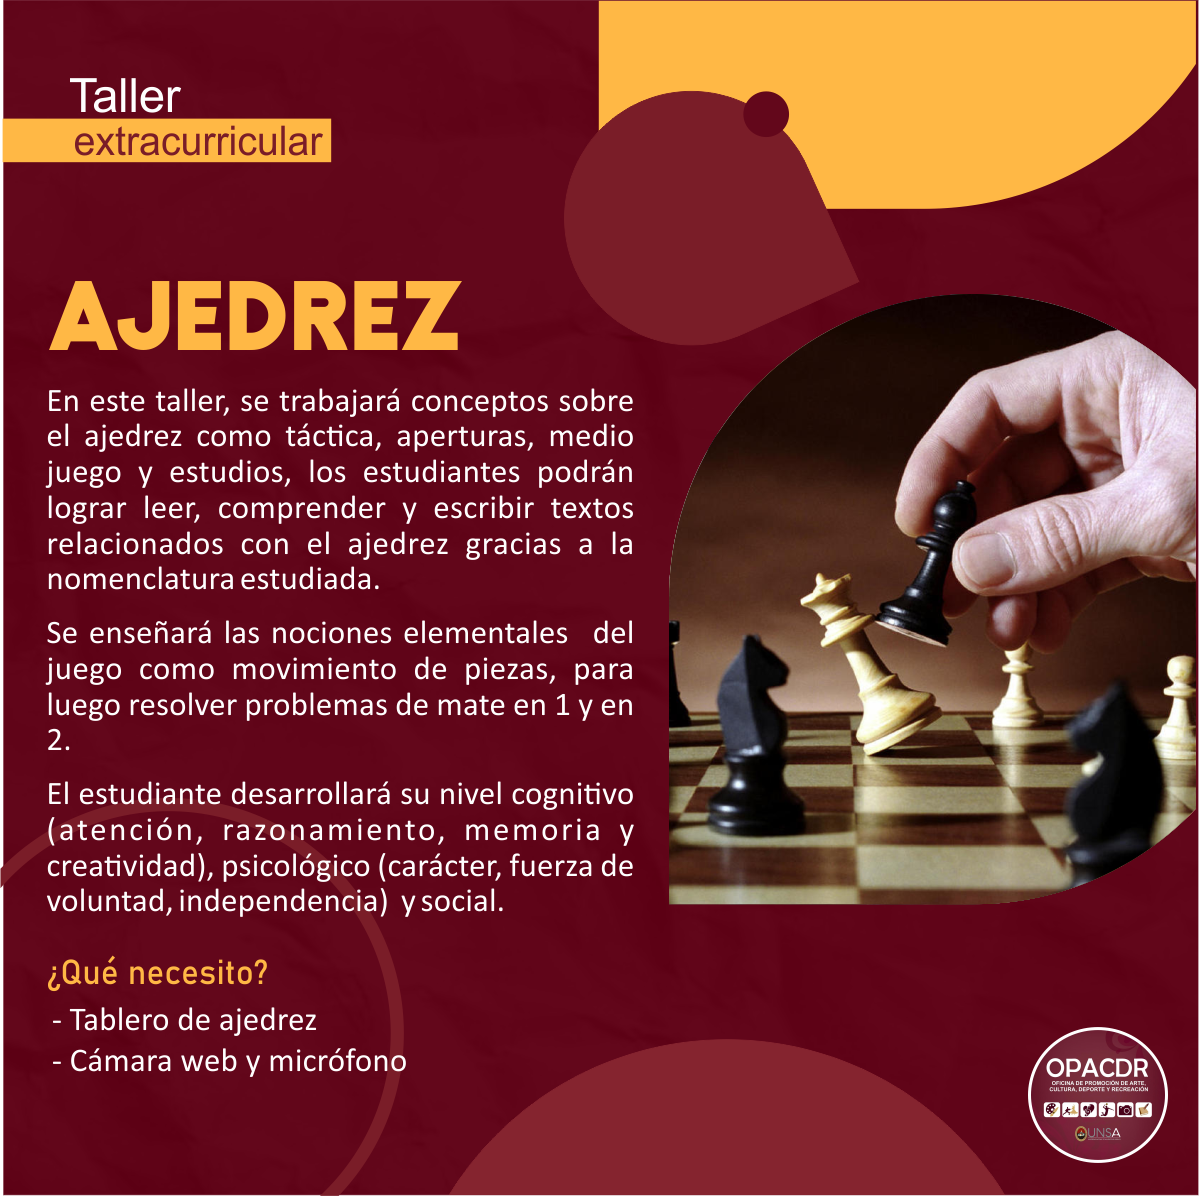 Taller
extracurricular
AJEDREZ
En este taller, se trabajará conceptos sobre
el ajedrez como táctica, aperturas, medio
juego y estudios, los estudiantes podrán
lograr leer, comprender y escribir textos
relacionados con el ajedrez gracias a la
nomenclatura estudiada.
Se enseñará las nociones elementales del
juego como movimiento de piezas, para
luego resolver problemas de mate en 1 y en
2.
El estudiante desarrollará su nivel cognitivo
(atención, razonamiento, memoria y
creatividad), psicológico (carácter, fuerza de
voluntad, independencia) y social.
¿Qué necesito?
- Tablero de ajedrez
- Cámara web y micrófono
OPACDR
OFICINA DE PROMOCIÓN DE ARTE,
CULTURA, DEPORTE Y RECREACIÓN
UNSA